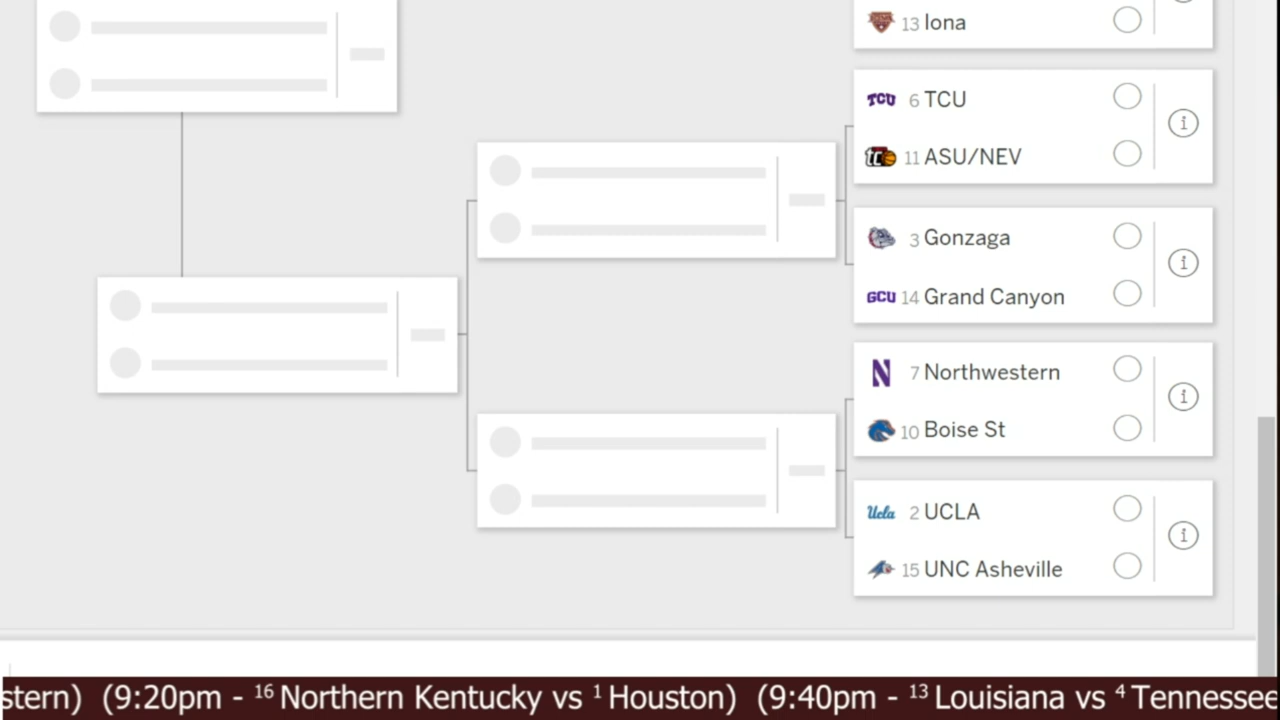 13 Iona
TCU 6 TCU
11 ASU/NEV
3 Gonzaga
GCU 14 Grand Canyon
N 7 Northwestern
10 Boise St
Ucla 2 UCLA
15 UNC Asheville
stern) (9:20pm - 16 Northern Kentucky vs 1 Houston) (9:40pm - 13 Louisiana vs 4 Tennessee